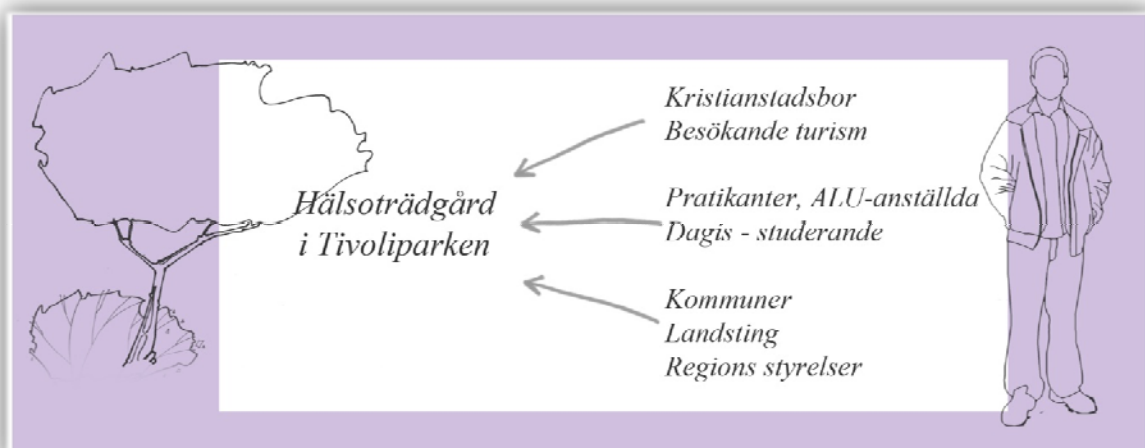 Kristianstadsbor
Besökande turism
Hälsoträdgård
i Tivoliparken
Pratikanter, ALU-anställda
Dagis - studerande
Kommuner
Landsting
Regions styrelser